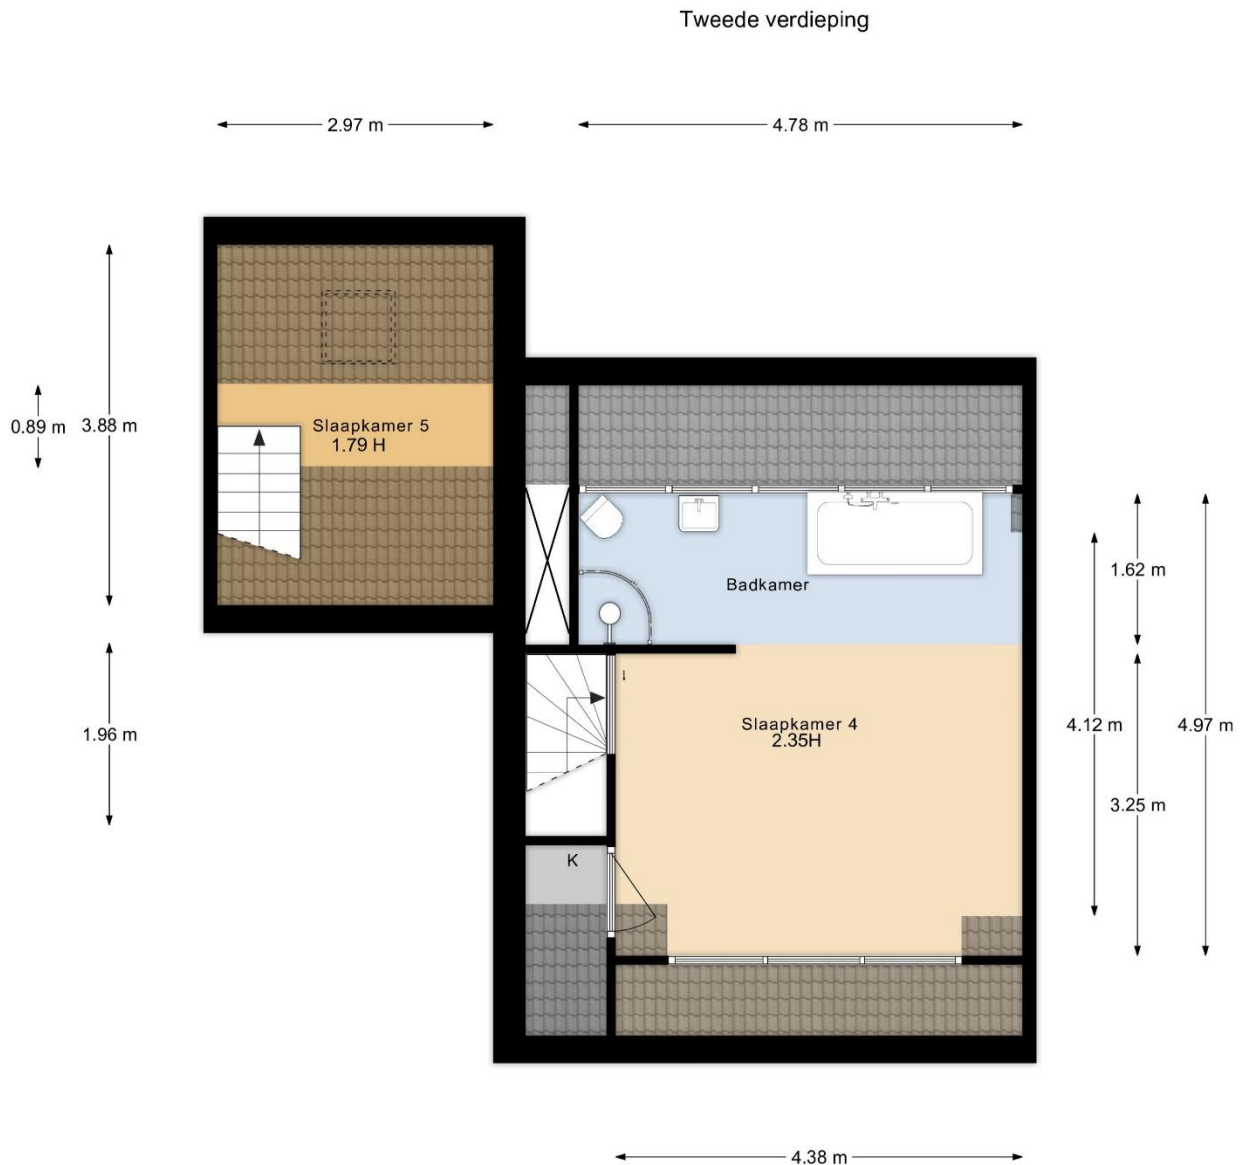 Tweede verdieping
2.97 m
4.78 m
0.89 m
3.88 m
Slaapkamer 5
1.79 H
1.62 m
Badkamer
1.96 m
Slaapkamer 4
2.35H
4.12 m
4.97 m
3.25 m
K
4.38 m